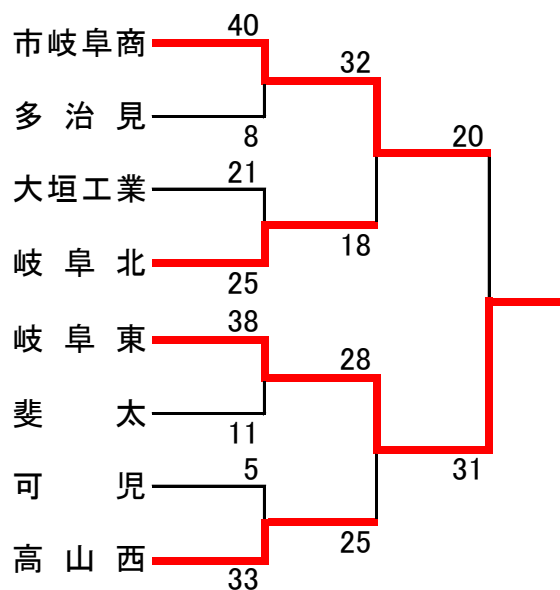 市岐阜商 40
32
多治見 8
20
大垣工業 21
18
岐阜北 25
岐阜東 38
28
斐太 11
31
可児 5
25
高山西 33